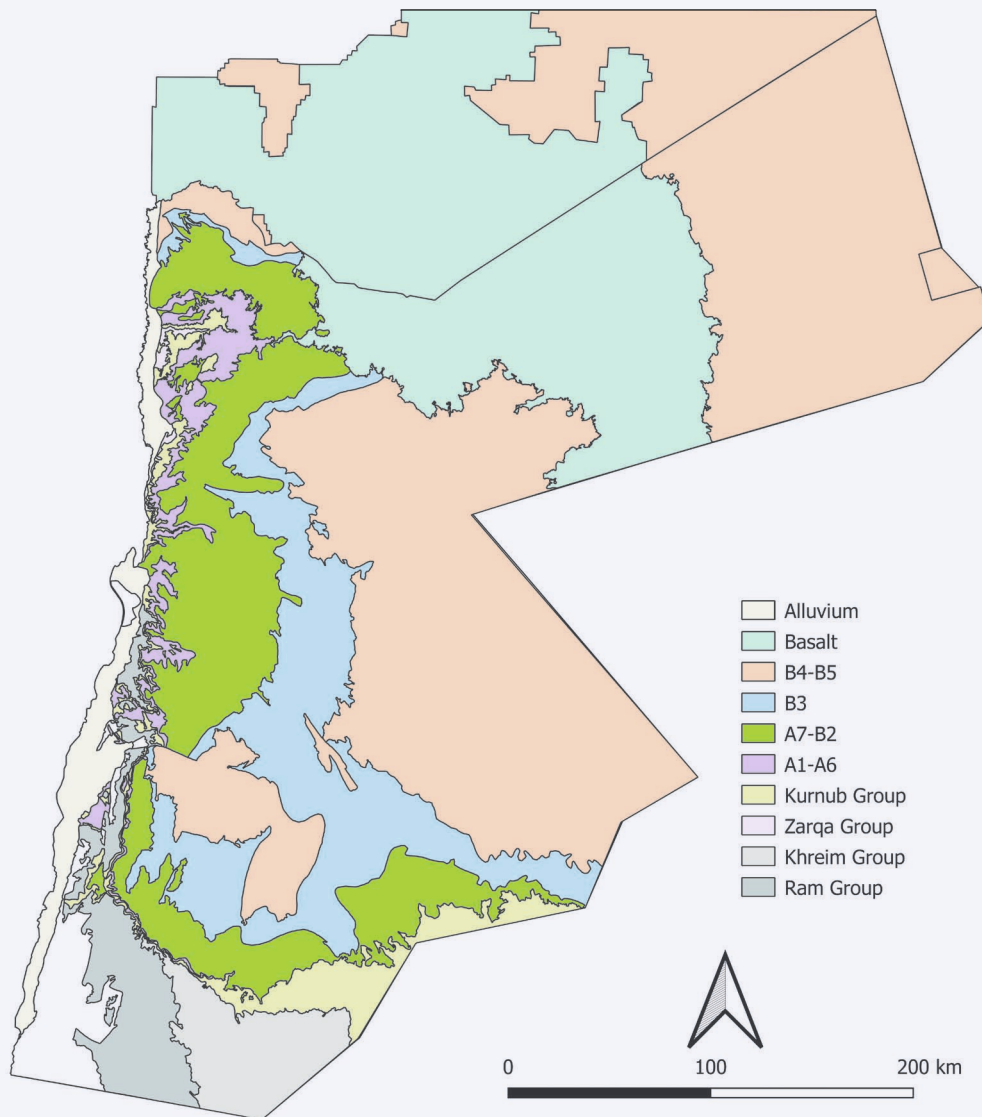 Alluvium
Basalt
B4-B5
B3
A7-B2
A1-A6
Kurnub Group
Zarqa Group
Khreim Group
Ram Group
0 100 200 km